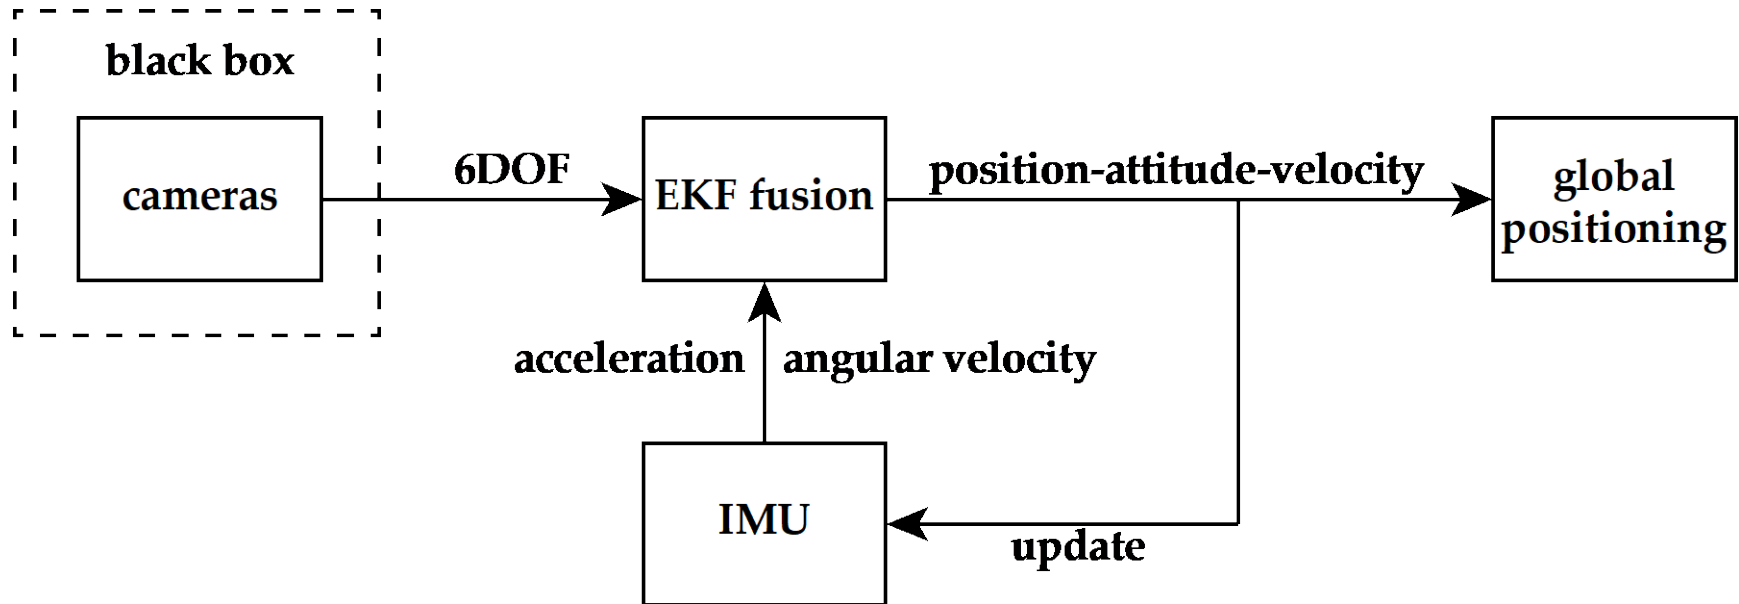 black box
cameras
6DOF
EKF fusion
position-attitude-velocity
global
positioning
acceleration
angular velocity
IMU
update